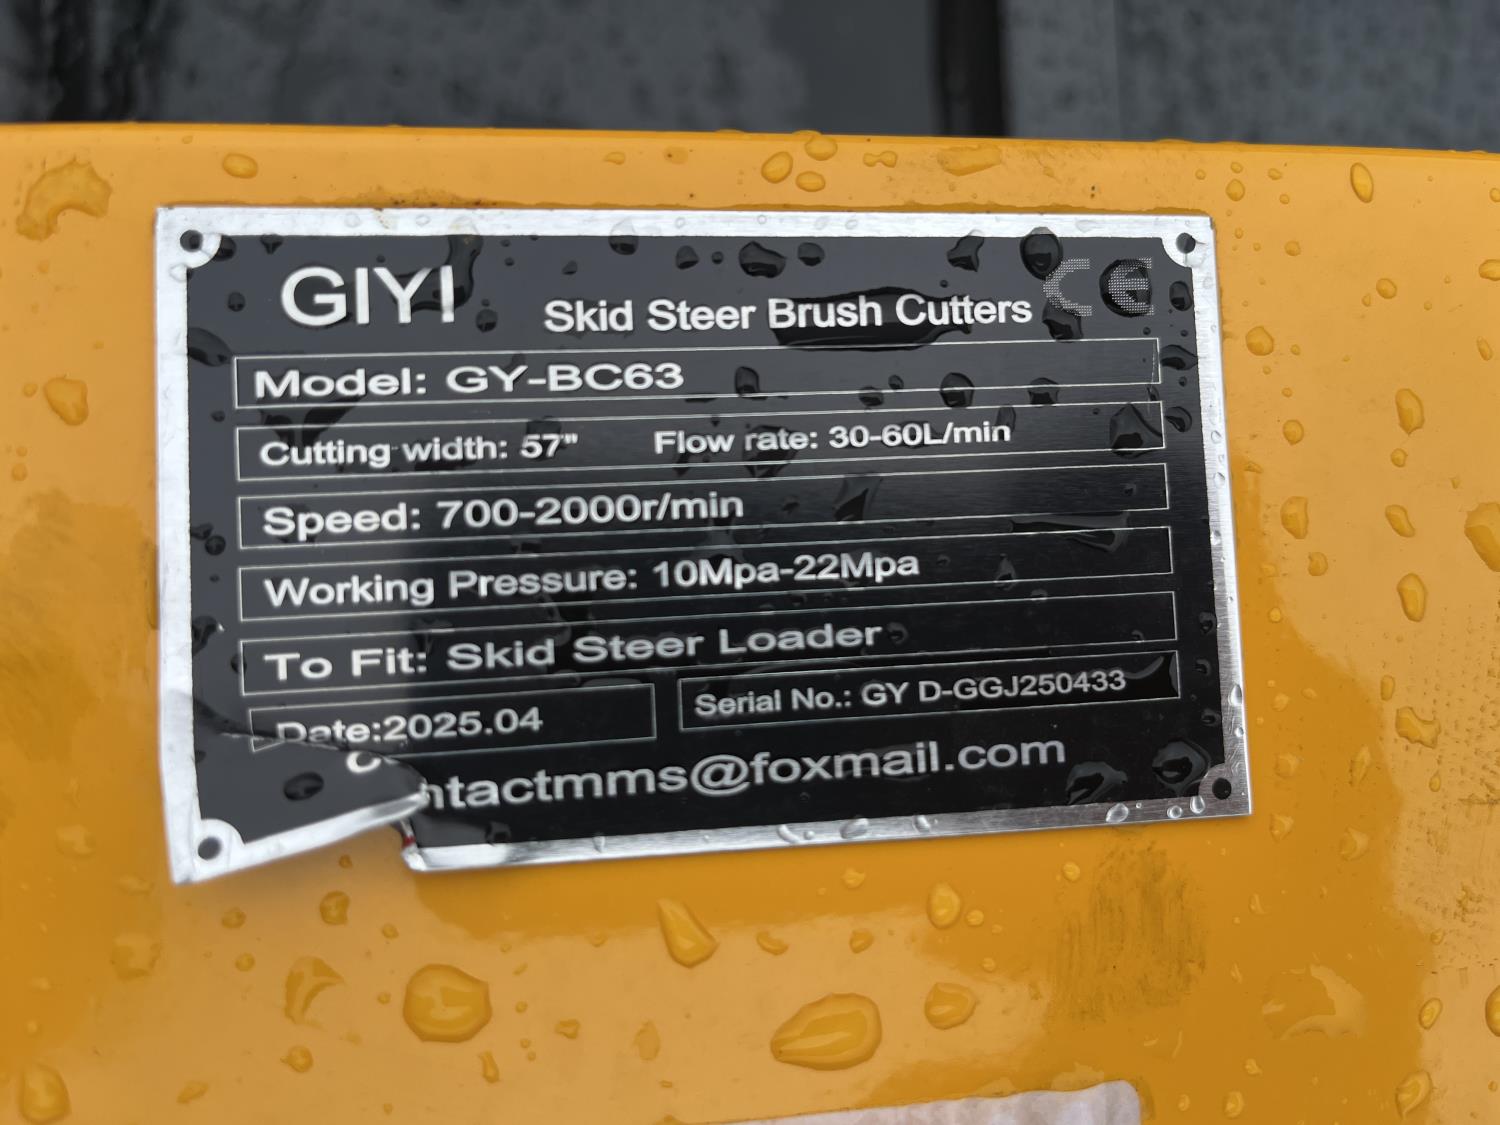 GIYI
Skid Steer Brush Cutters CE
Model: GY-BC63
Cutting width: 57" Flow rate: 30-60L/min
Speed: 700-2000r/min
Working Pressure: 10Mpa-22Mpa
To Fit: Skid Steer Loader
Date:2025.04 Serial No.: GY D-GGJ250433
contactmms@foxmail.com